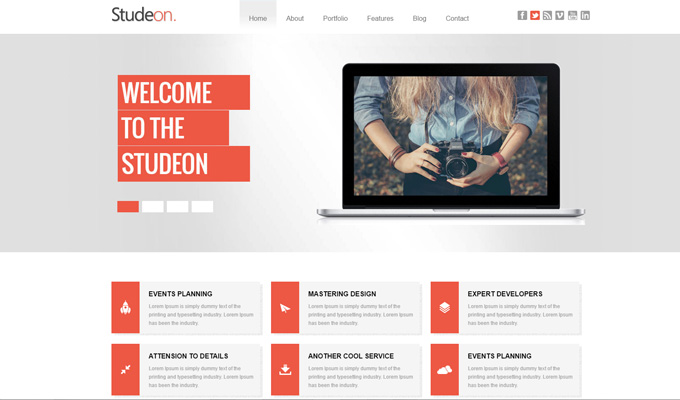 Studeon.
Home About Portfolio Features Blog Contact
WELCOME
TO THE
STUDEON
EVENTS PLANNING
Lorem Ipsum is simply dummy text of the
printing and typesetting industry. Lorem Ipsum
has been the industry.
MASTERING DESIGN
Lorem Ipsum is simply dummy text of the
printing and typesetting industry. Lorem Ipsum
has been the industry.
EXPERT DEVELOPERS
Lorem Ipsum is simply dummy text of the
printing and typesetting industry. Lorem Ipsum
has been the industry.
ATTENSION TO DETAILS
Lorem Ipsum is simply dummy text of the
printing and typesetting industry. Lorem Ipsum
has been the industry.
ANOTHER COOL SERVICE
Lorem Ipsum is simply dummy text of the
printing and typesetting industry. Lorem Ipsum
has been the industry.
EVENTS PLANNING
Lorem Ipsum is simply dummy text of the
printing and typesetting industry. Lorem Ipsum
has been the industry.